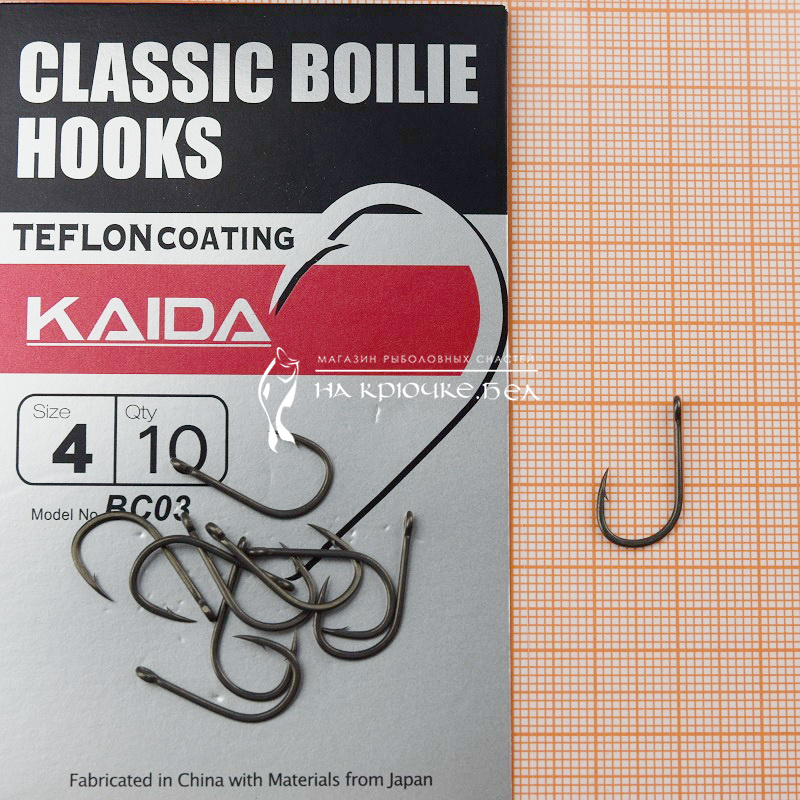 CLASSIC BOILIE
HOOKS
TEFLON COATING
KAIDA
МАГАЗИН РЫБОЛОВНЫХ СНАСТЕЙ
НА КРЮЧКЕ.БЕЛ
Size Qty
4 10
Model No. BC03
Fabricated in China with Materials from Japan